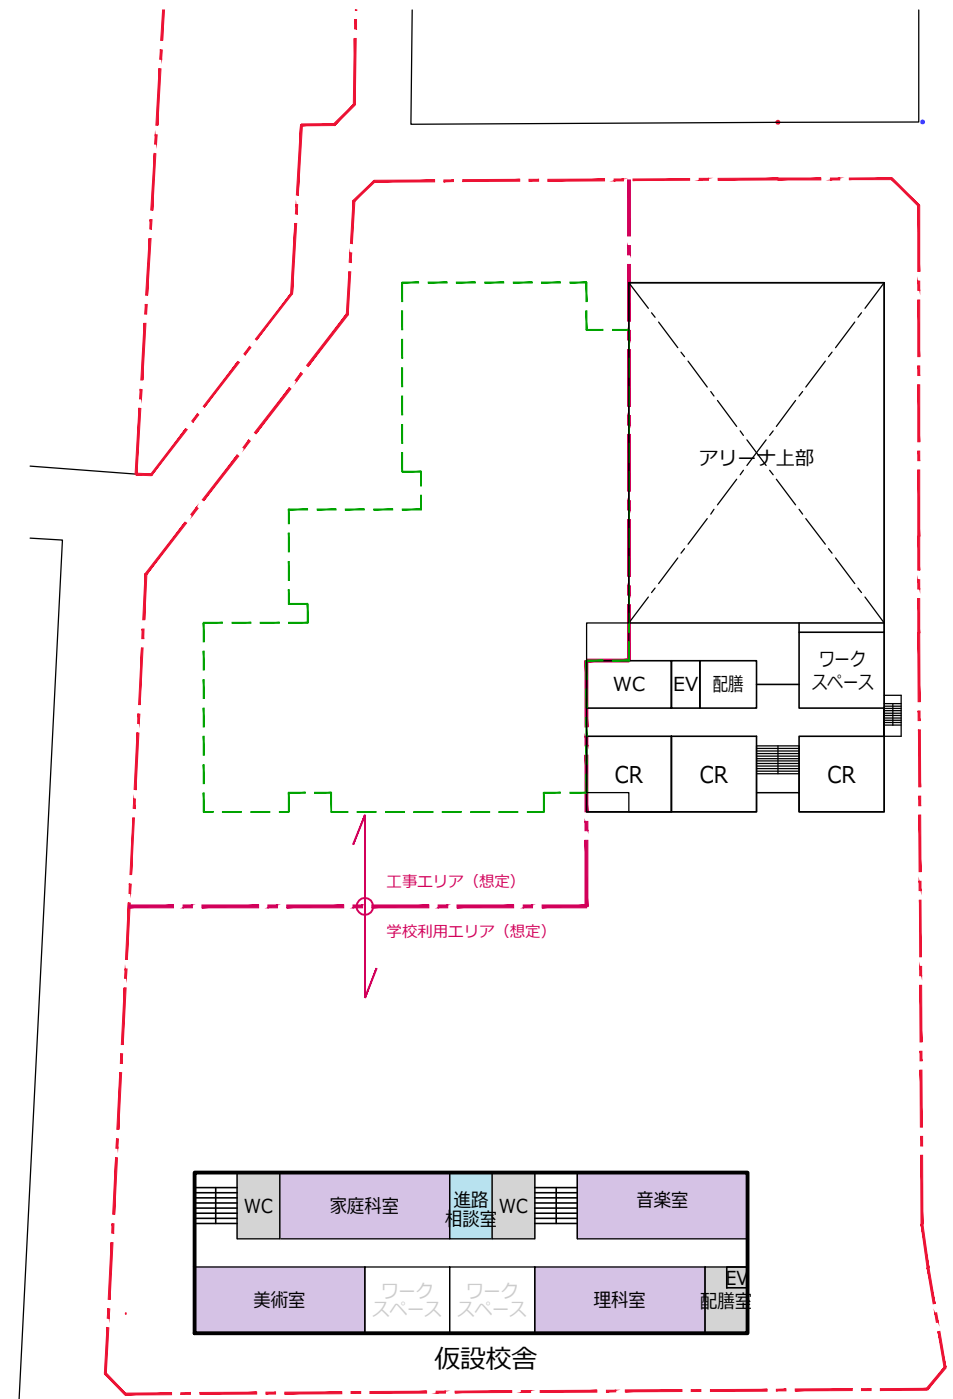 アリーナ上部
ワーク
スペース
WC
EV
配膳
CR
CR
CR
工事エリア（想定）
学校利用エリア（想定）
WC
家庭科室
進路
相談室
WC
音楽室
美術室
ワーク
スペース
ワーク
スペース
理科室
EV
配膳室
仮設校舎